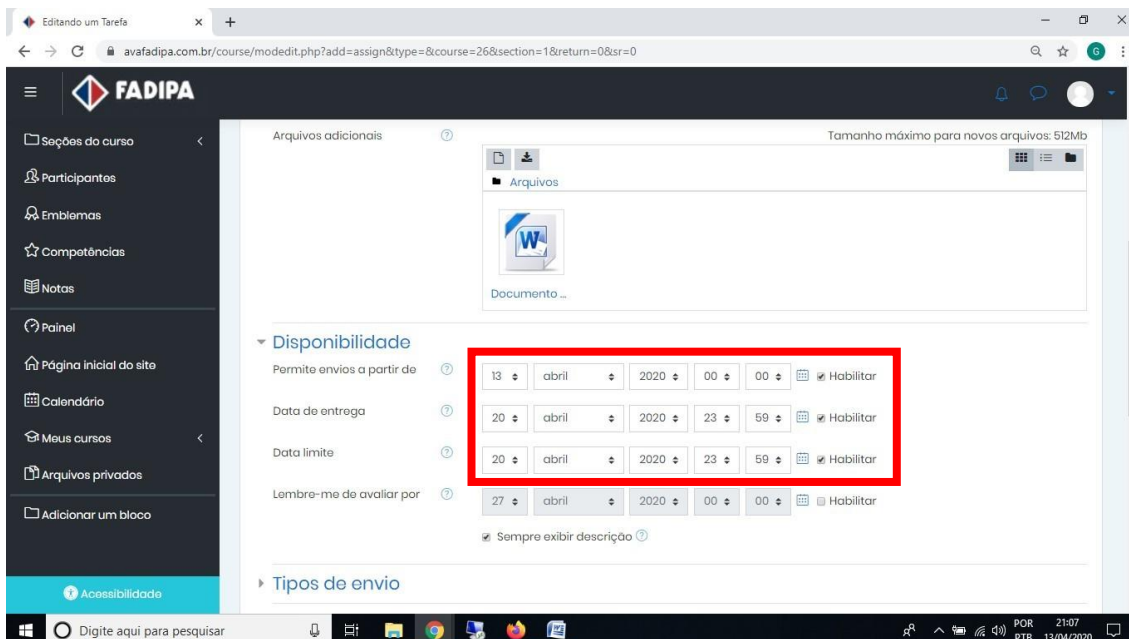 Editando um Tarefa
avafadipa.com.br/course/modedit.php?add=assign&type=&course=26&section=1&return=0&sr=0
G
FADIPA
Seções do curso
Participantes
Emblemas
Competências
Notas
Painel
Página inicial do site
Calendário
Meus cursos
Arquivos privados
Adicionar um bloco
Acessibilidade
Arquivos adicionais
Tamanho máximo para novos arquivos: 512Mb
Arquivos
W
Documento ...
Disponibilidade
Permite envios a partir de 13 abril 2020 00 00 Habilitar
Data de entrega 20 abril 2020 23 59 Habilitar
Data limite 20 abril 2020 23 59 Habilitar
Lembre-me de avaliar por 27 abril 2020 00 00 Habilitar
Sempre exibir descrição
Tipos de envio
Digite aqui para pesquisar
POR 21:07
PTB 13/04/2020